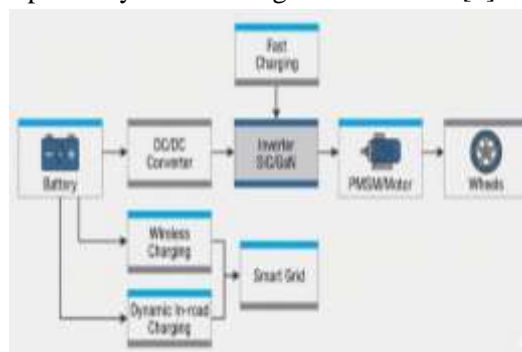 Fast
Charging
Battery
DC/DC
Converter
Inverter
SiC/GaN
PMSM/Motor
Wheels
Wireless
Charging
Smart Grid
Dynamic In-road
Charging